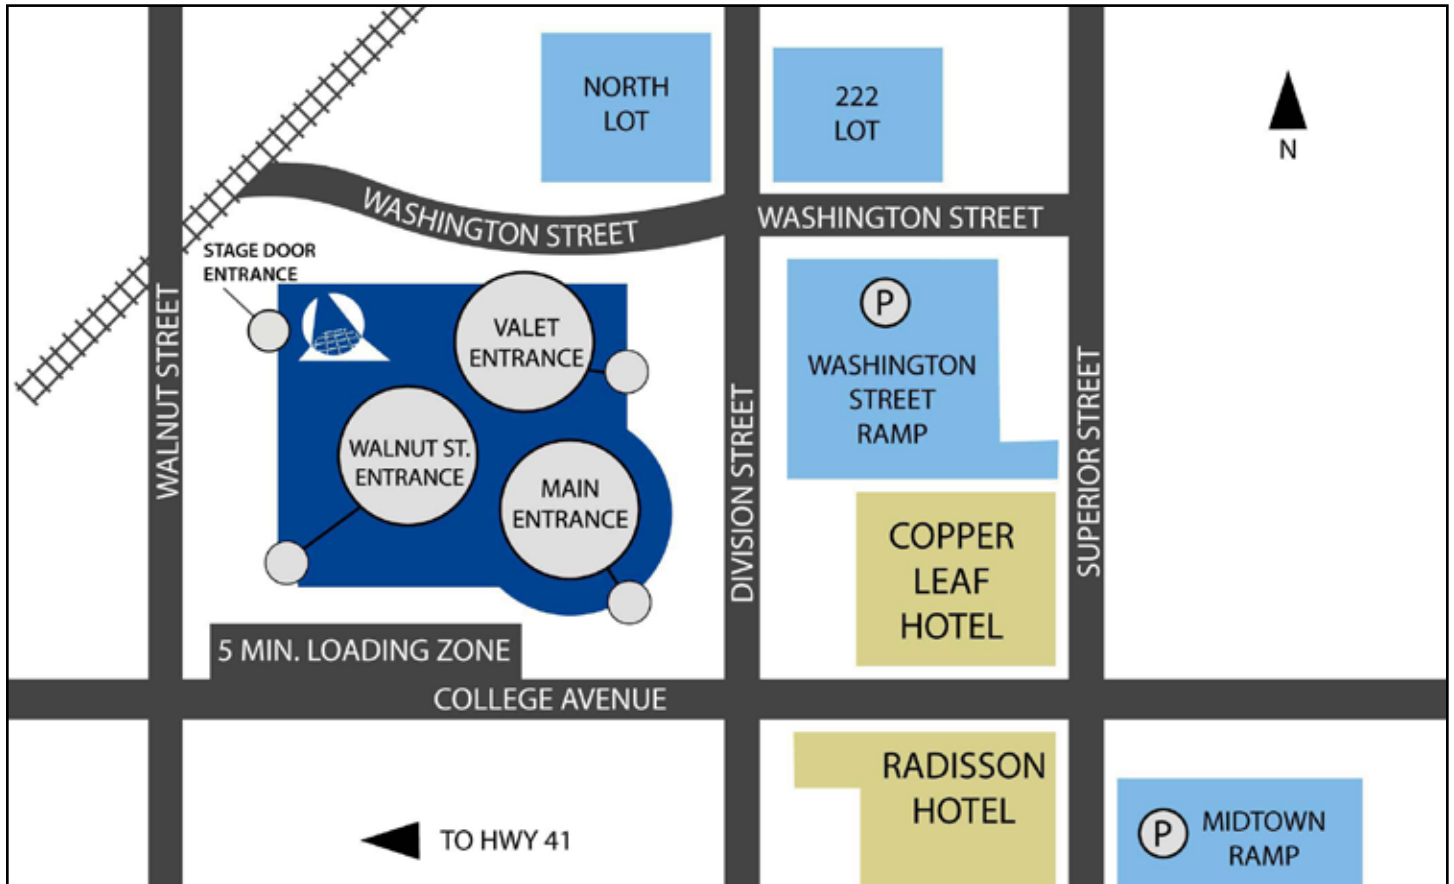 NORTH
LOT
222
LOT
N
WASHINGTON STREET
WASHINGTON STREET
STAGE DOOR
ENTRANCE
P
VALET
ENTRANCE
WASHINGTON
STREET
RAMP
WALNUT STREET
WALNUT ST.
ENTRANCE
MAIN
ENTRANCE
DIVISION STREET
SUPERIOR STREET
COPPER
LEAF
HOTEL
5 MIN. LOADING ZONE
COLLEGE AVENUE
RADISSON
HOTEL
TO HWY 41
P
MIDTOWN
RAMP